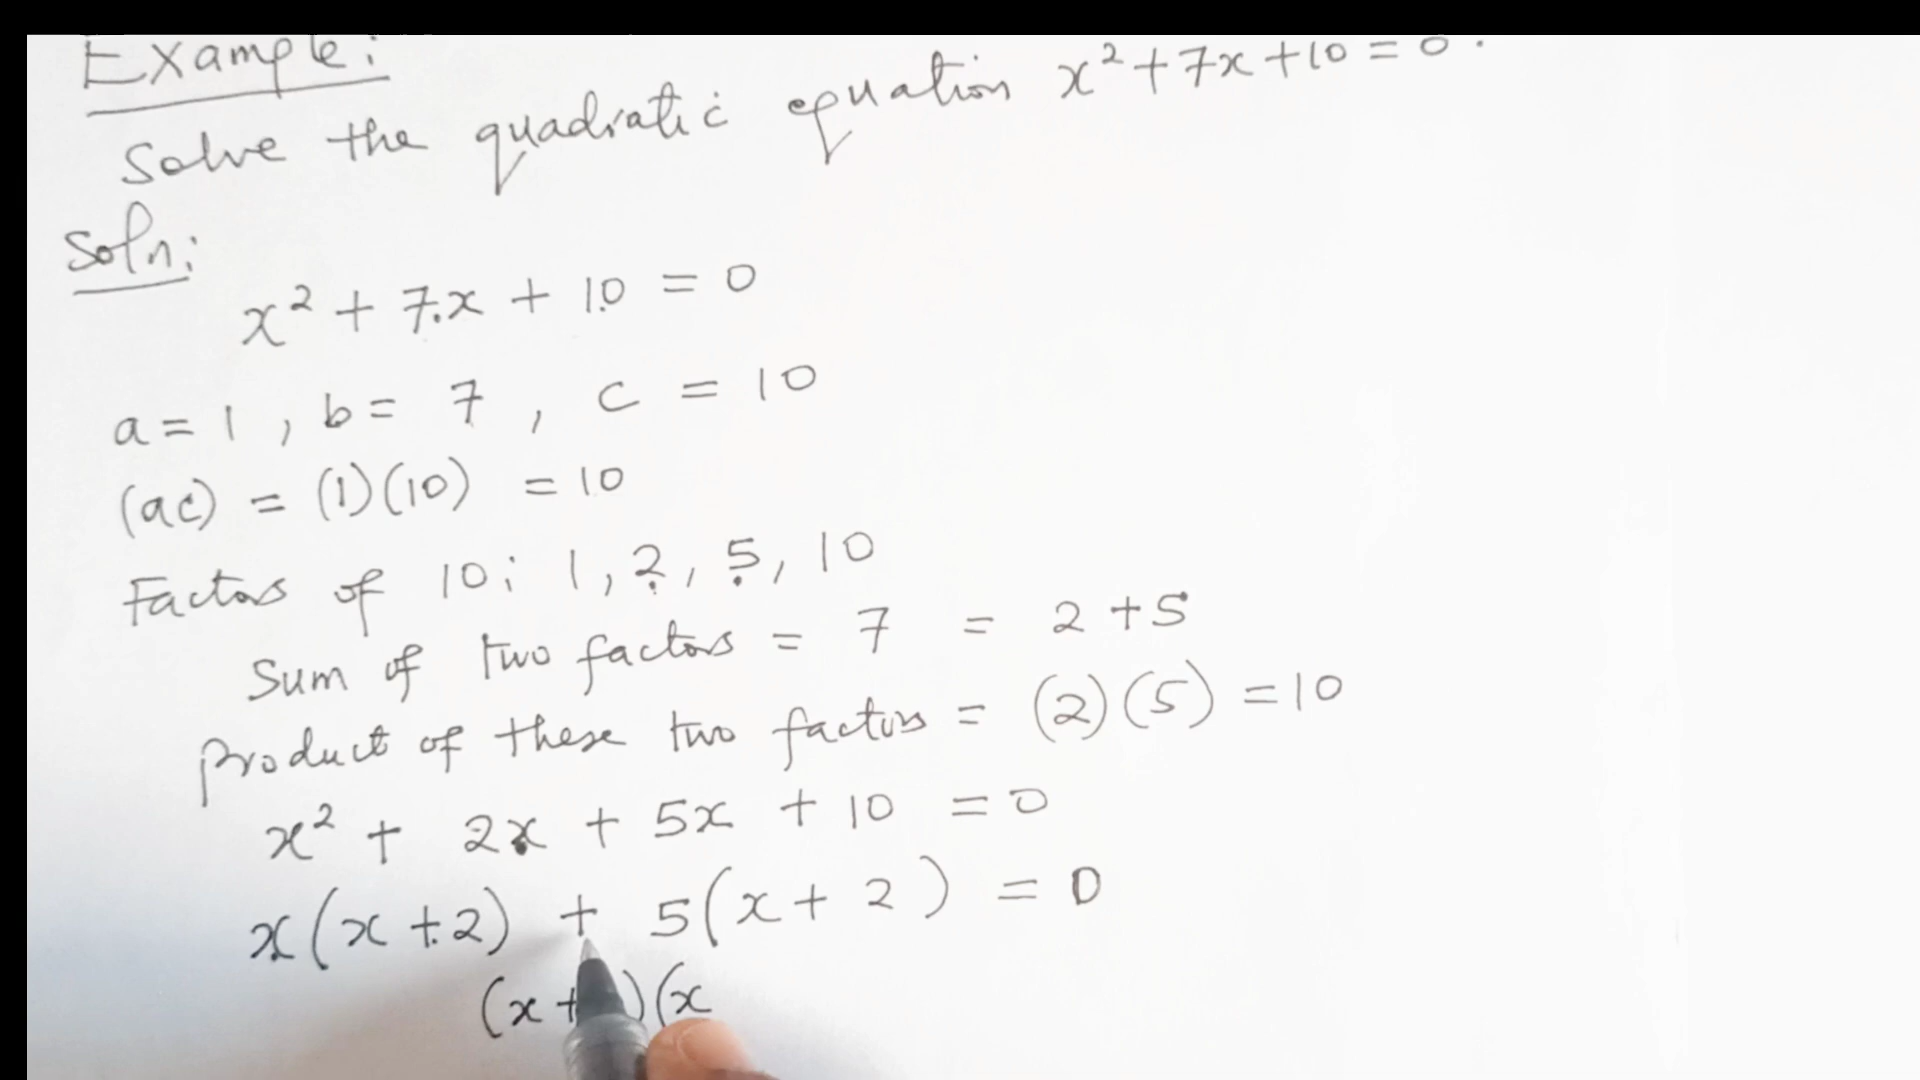 Example:
Solve the quadratic equation x² + 7x + 10 = 0.
Soln:
x² + 7x + 10 = 0
a = 1, b = 7, c = 10
(ac) = (1)(10) = 10
Factors of 10: 1, 2, 5, 10
Sum of two factors = 7 = 2 + 5
product of these two factors = (2)(5) = 10
x² + 2x + 5x + 10 = 0
x(x + 2) + 5(x + 2) = 0
(x + )(x